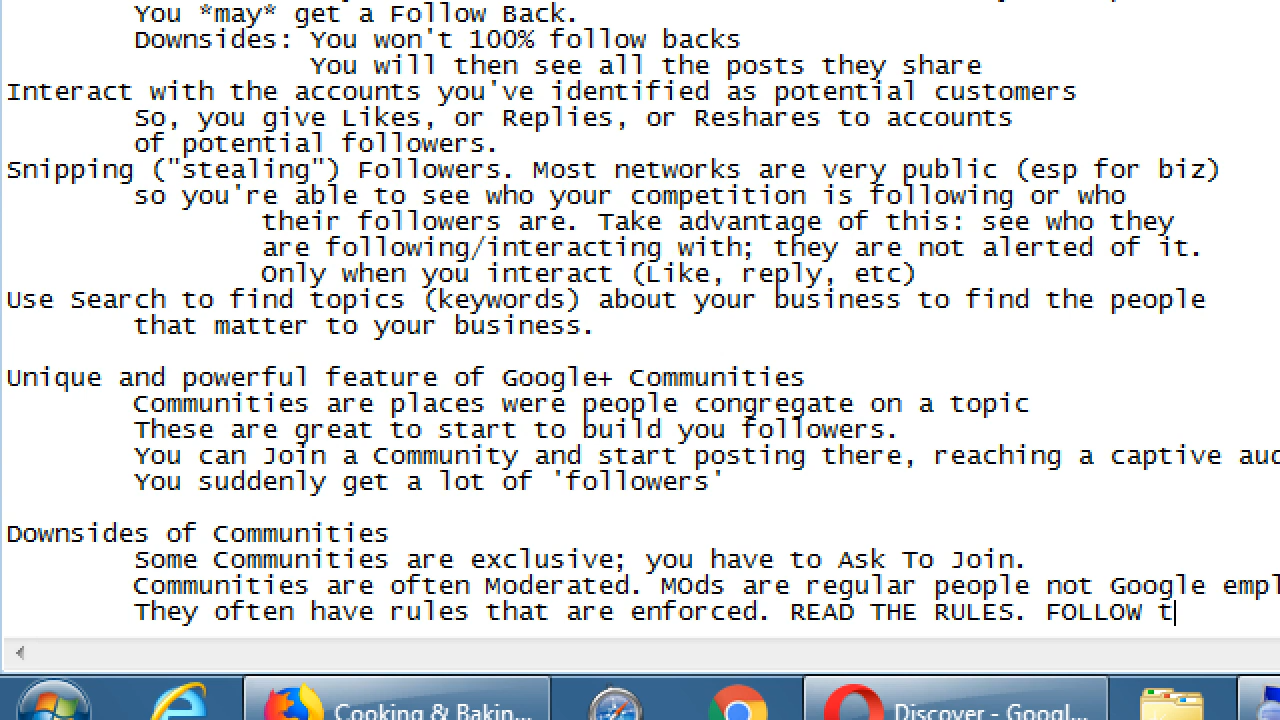 You *may* get a Follow Back.
Downsides: You won't 100% follow backs
You will then see all the posts they share
Interact with the accounts you've identified as potential customers
So, you give Likes, or Replies, or Reshares to accounts
of potential followers.
Snipping ("stealing") Followers. Most networks are very public (esp for biz)
so you're able to see who your competition is following or who
their followers are. Take advantage of this: see who they
are following/interacting with; they are not alerted of it.
Only when you interact (Like, reply, etc)
Use Search to find topics (keywords) about your business to find the people
that matter to your business.
Unique and powerful feature of Google+ Communities
Communities are places were people congregate on a topic
These are great to start to build you followers.
You can Join a Community and start posting there, reaching a captive aud
You suddenly get a lot of 'followers'
Downsides of Communities
Some Communities are exclusive; you have to Ask To Join.
Communities are often Moderated. MOds are regular people not Google empl
They often have rules that are enforced. READ THE RULES. FOLLOW t
Cooking & Bakin... Discover - Googl...